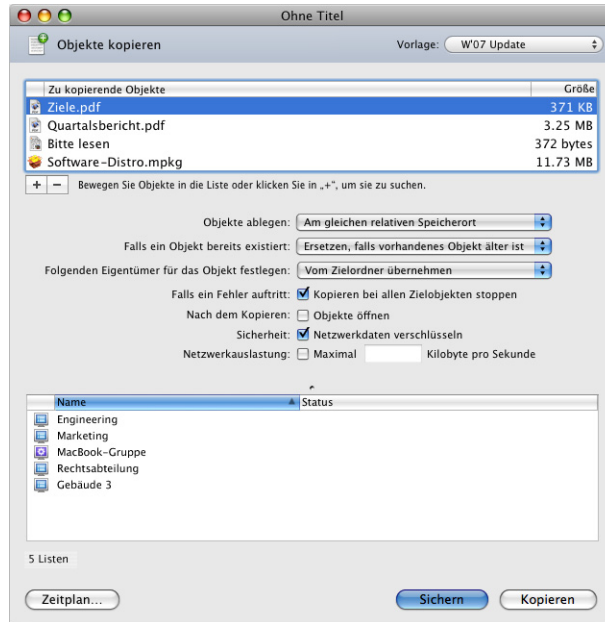 Ohne Titel
Objekte kopieren Vorlage: W'07 Update
Zu kopierende Objekte Größe
Ziele.pdf 371 KB
Quartalsbericht.pdf 3.25 MB
Bitte lesen 372 bytes
Software-Distro.mpkg 11.73 MB
+ − Bewegen Sie Objekte in die Liste oder klicken Sie in „+“, um sie zu suchen.
Objekte ablegen: Am gleichen relativen Speicherort
Falls ein Objekt bereits existiert: Ersetzen, falls vorhandenes Objekt älter ist
Folgenden Eigentümer für das Objekt festlegen: Vom Zielordner übernehmen
Falls ein Fehler auftritt: Kopieren bei allen Zielobjekten stoppen
Nach dem Kopieren: Objekte öffnen
Sicherheit: Netzwerkdaten verschlüsseln
Netzwerkauslastung: Maximal Kilobyte pro Sekunde
Name Status
Engineering
Marketing
MacBook-Gruppe
Rechtsabteilung
Gebäude 3
5 Listen
Zeitplan... Sichern Kopieren